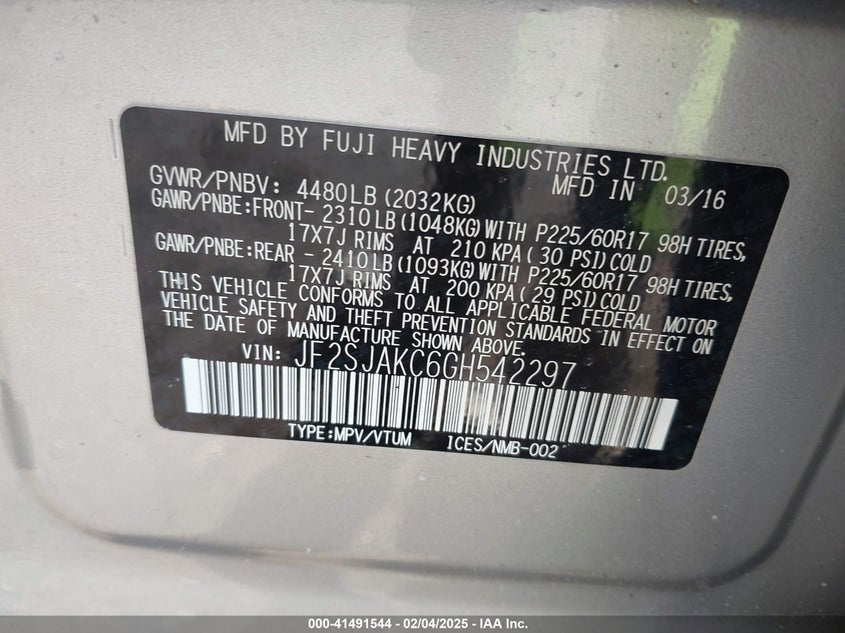 MFD BY FUJI HEAVY INDUSTRIES LTD.
MFD IN 03/16
GVWR/PNBV: 4480LB (2032KG)
GAWR/PNBE:FRONT- 2310LB (1048KG) WITH P225/60R17 98H TIRES,
17X7J RIMS AT 210 KPA ( 30 PSI) COLD
GAWR/PNBE:REAR - 2410LB (1093KG) WITH P225/60R17 98H TIRES,
17X7J RIMS AT 200 KPA ( 29 PSI) COLD
THIS VEHICLE CONFORMS TO ALL APPLICABLE FEDERAL MOTOR
VEHICLE SAFETY AND THEFT PREVENTION STANDARDS IN EFFECT ON
THE DATE OF MANUFACTURE SHOWN ABOVE.
VIN: JF2SJAKC6GH542297
TYPE:MPV/VTUM ICES/NMB-002
000-41491544 — 02/04/2025 — IAA Inc.